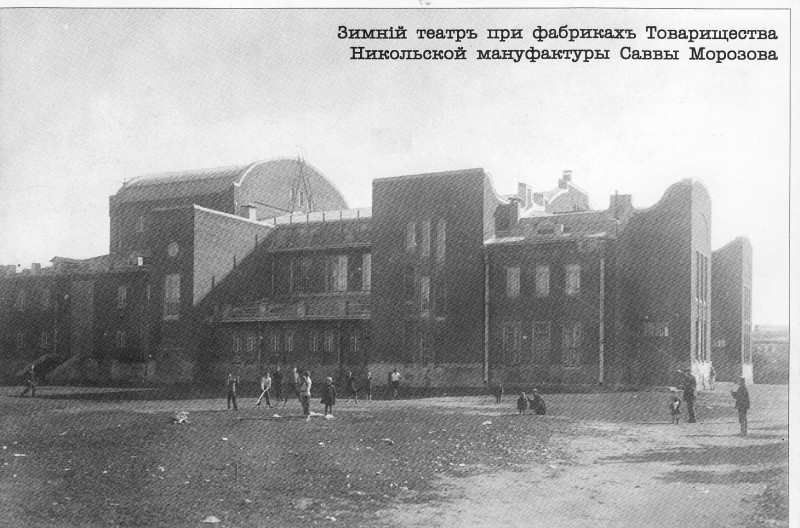 Зимній театръ при фабрикахъ Товарищества
Никольской мануфактуры Саввы Морозова